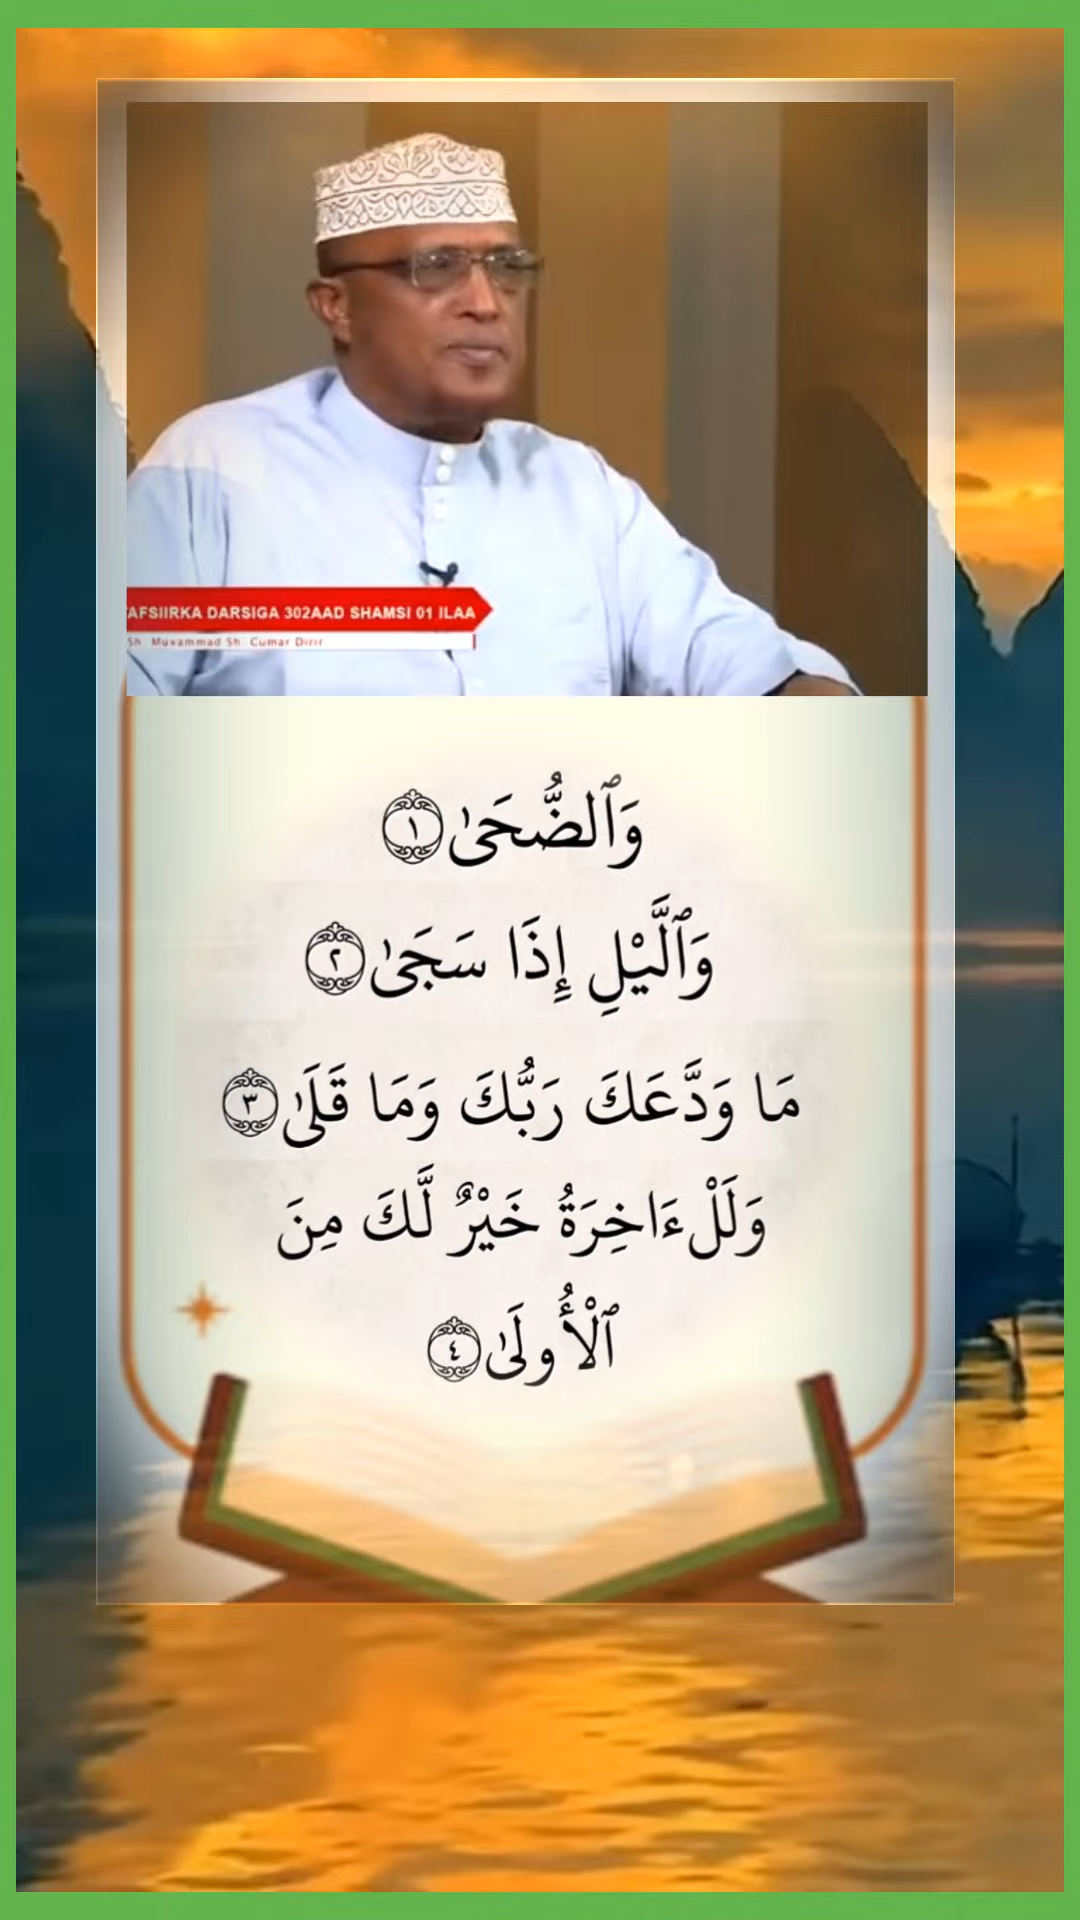 AFSIIRKA DARSIGA 302AAD SHAMSI 01 ILAA
Sh Muxammad Sh Cumar Dirir
وَٱلضُّحَىٰ ١
وَٱلَّيْلِ إِذَا سَجَىٰ ٢
مَا وَدَّعَكَ رَبُّكَ وَمَا قَلَىٰ ٣
وَلَلْءَاخِرَةُ خَيْرٌ لَّكَ مِنَ
ٱلْأُولَىٰ ٤